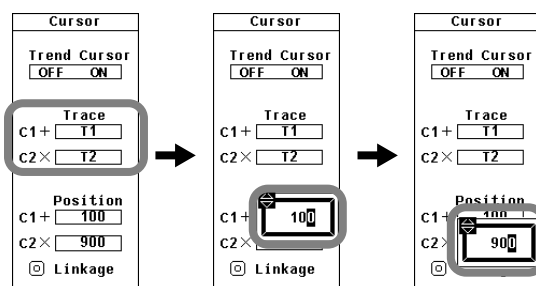 Cursor
Trend Cursor
OFF ON
Trace
C1+ T1
C2× T2
Position
C1+ 100
C2× 900
Linkage
Cursor
Trend Cursor
OFF ON
Trace
C1+ T1
C2× T2
C1+ 100
C2×
Linkage
Cursor
Trend Cursor
OFF ON
Trace
C1+ T1
C2× T2
Position
C1+ 100
C2× 900